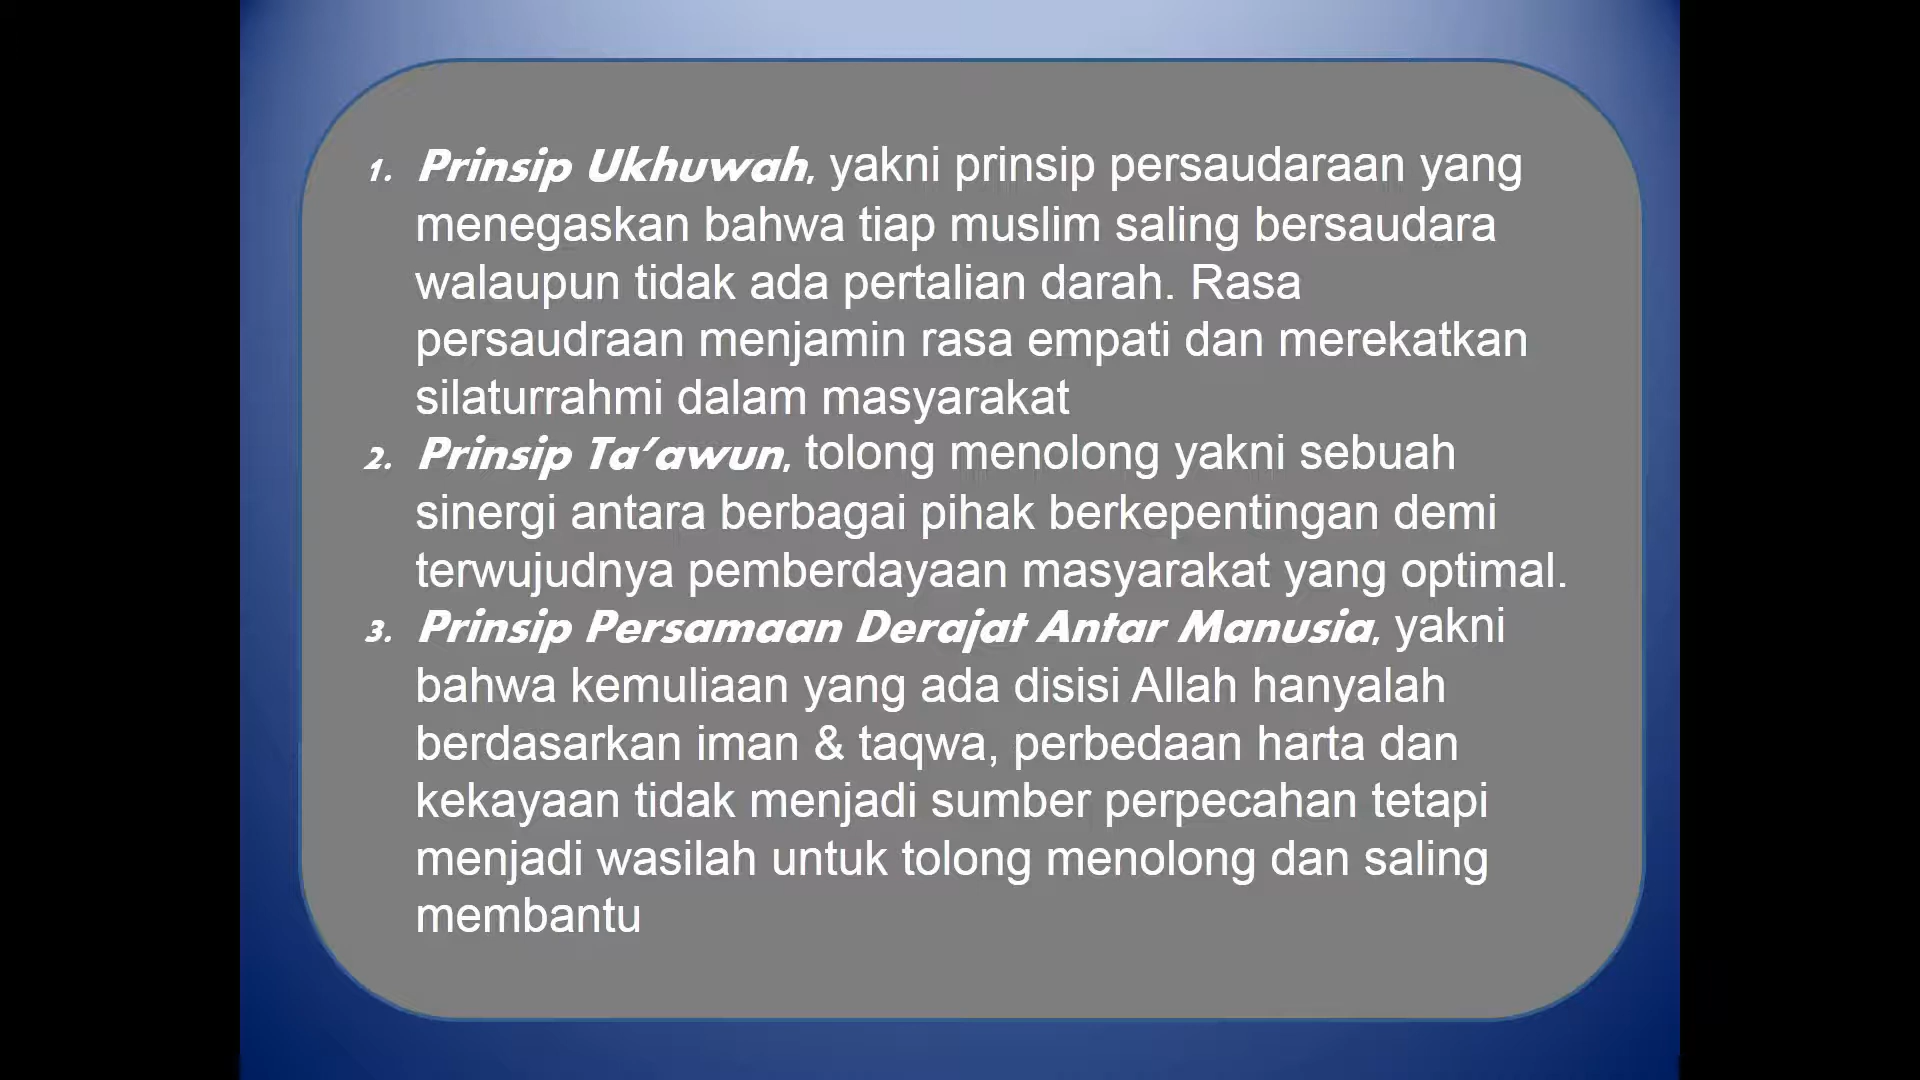 1. Prinsip Ukhuwah, yakni prinsip persaudaraan yang
menegaskan bahwa tiap muslim saling bersaudara
walaupun tidak ada pertalian darah. Rasa
persaudraan menjamin rasa empati dan merekatkan
silaturrahmi dalam masyarakat
2. Prinsip Ta’awun, tolong menolong yakni sebuah
sinergi antara berbagai pihak berkepentingan demi
terwujudnya pemberdayaan masyarakat yang optimal.
3. Prinsip Persamaan Derajat Antar Manusia, yakni
bahwa kemuliaan yang ada disisi Allah hanyalah
berdasarkan iman & taqwa, perbedaan harta dan
kekayaan tidak menjadi sumber perpecahan tetapi
menjadi wasilah untuk tolong menolong dan saling
membantu